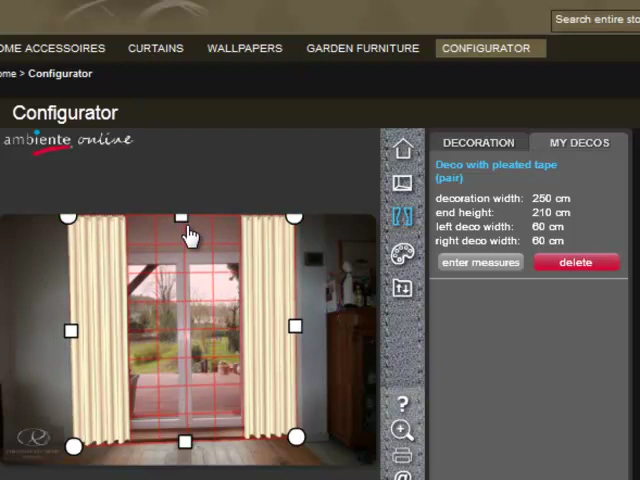 Search entire sto
OME ACCESSOIRES CURTAINS WALLPAPERS GARDEN FURNITURE CONFIGURATOR
ome > Configurator
Configurator
ambiente online
DECORATION MY DECOS
Deco with pleated tape
(pair)
decoration width: 250 cm
end height: 210 cm
left deco width: 60 cm
right deco width: 60 cm
enter measures delete
?
@